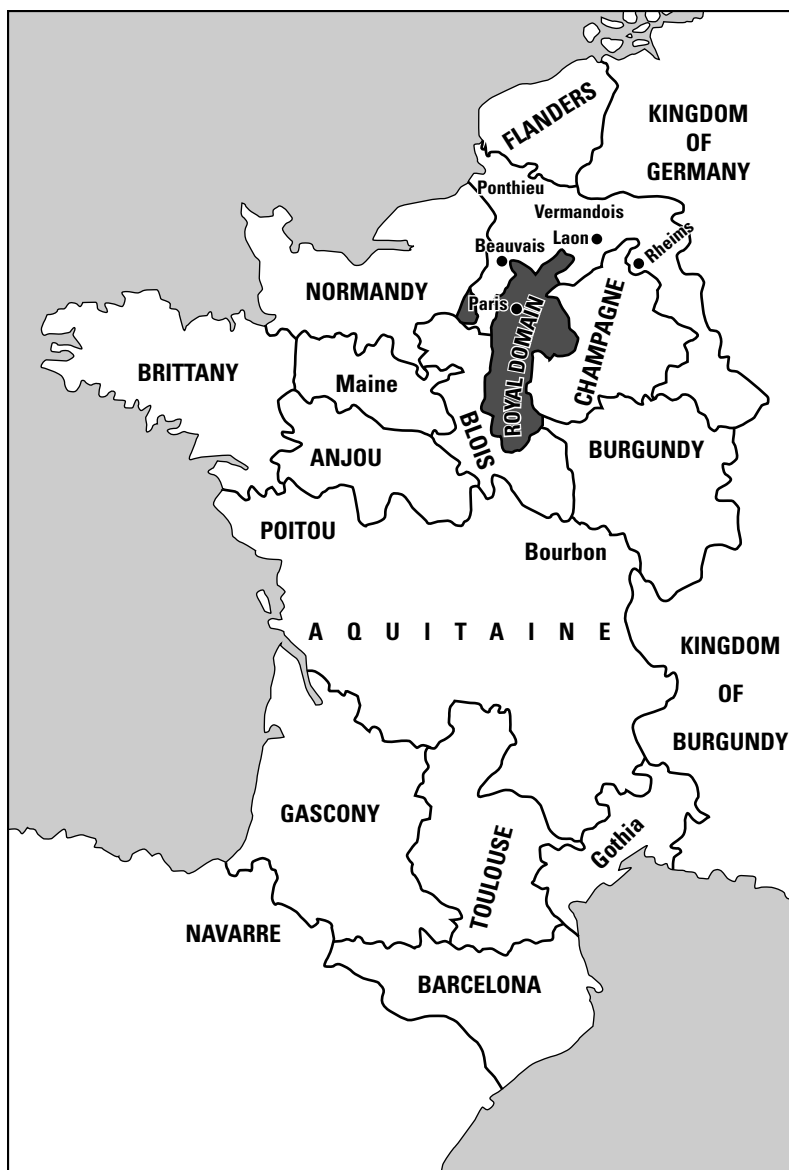 FLANDERS
KINGDOM
OF
GERMANY
Ponthieu
Vermandois
Laon
Beauvais
Rheims
NORMANDY
Paris
ROYAL DOMAIN
CHAMPAGNE
BRITTANY
Maine
BLOIS
BURGUNDY
ANJOU
POITOU
Bourbon
AQUITAINE
KINGDOM
OF
BURGUNDY
GASCONY
TOULOUSE
Gothia
NAVARRE
BARCELONA